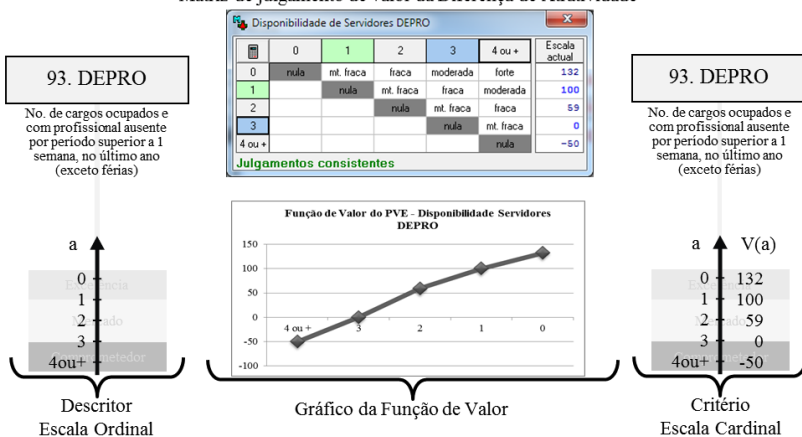 Matriz de julgamento de valor da Diferença de Atratividade
Disponibilidade de Servidores DEPRO
0 1 2 3 4 ou + Escala actual
0 nula mt. fraca fraca moderada forte 132
1 nula mt. fraca fraca moderada 100
2 nula mt. fraca fraca 59
3 nula mt. fraca 0
4 ou + nula -50
Julgamentos consistentes
93. DEPRO
No. de cargos ocupados e
com profissional ausente
por período superior a 1
semana, no último ano
(exceto férias)
a
0
Excelência
1
Mercado
2
3
Comprometedor
4ou+
Descritor
Escala Ordinal
Função de Valor do PVE - Disponibilidade Servidores
DEPRO
150
100
50
0
-50
-100
4 ou +
3
2
1
0
Gráfico da Função de Valor
93. DEPRO
No. de cargos ocupados e
com profissional ausente
por período superior a 1
semana, no último ano
(exceto férias)
a V(a)
0 132
1 100
2 59
3 0
4ou+ -50
Critério
Escala Cardinal